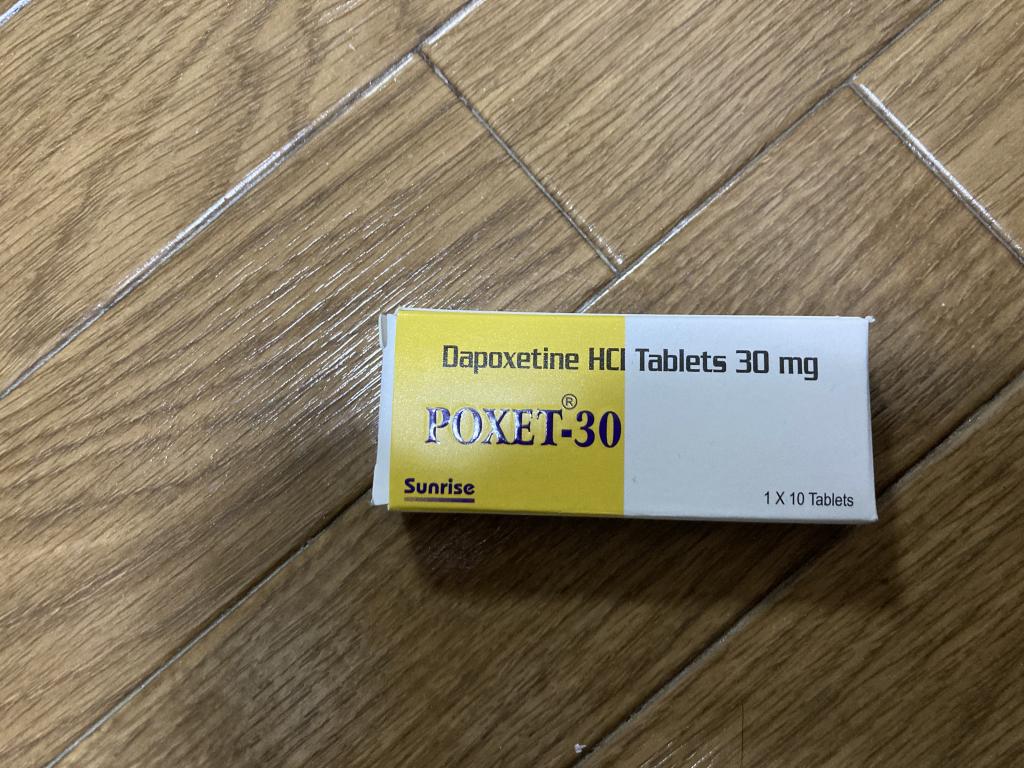 Dapoxetine HCl Tablets 30 mg
POXET®-30
Sunrise
1 X 10 Tablets